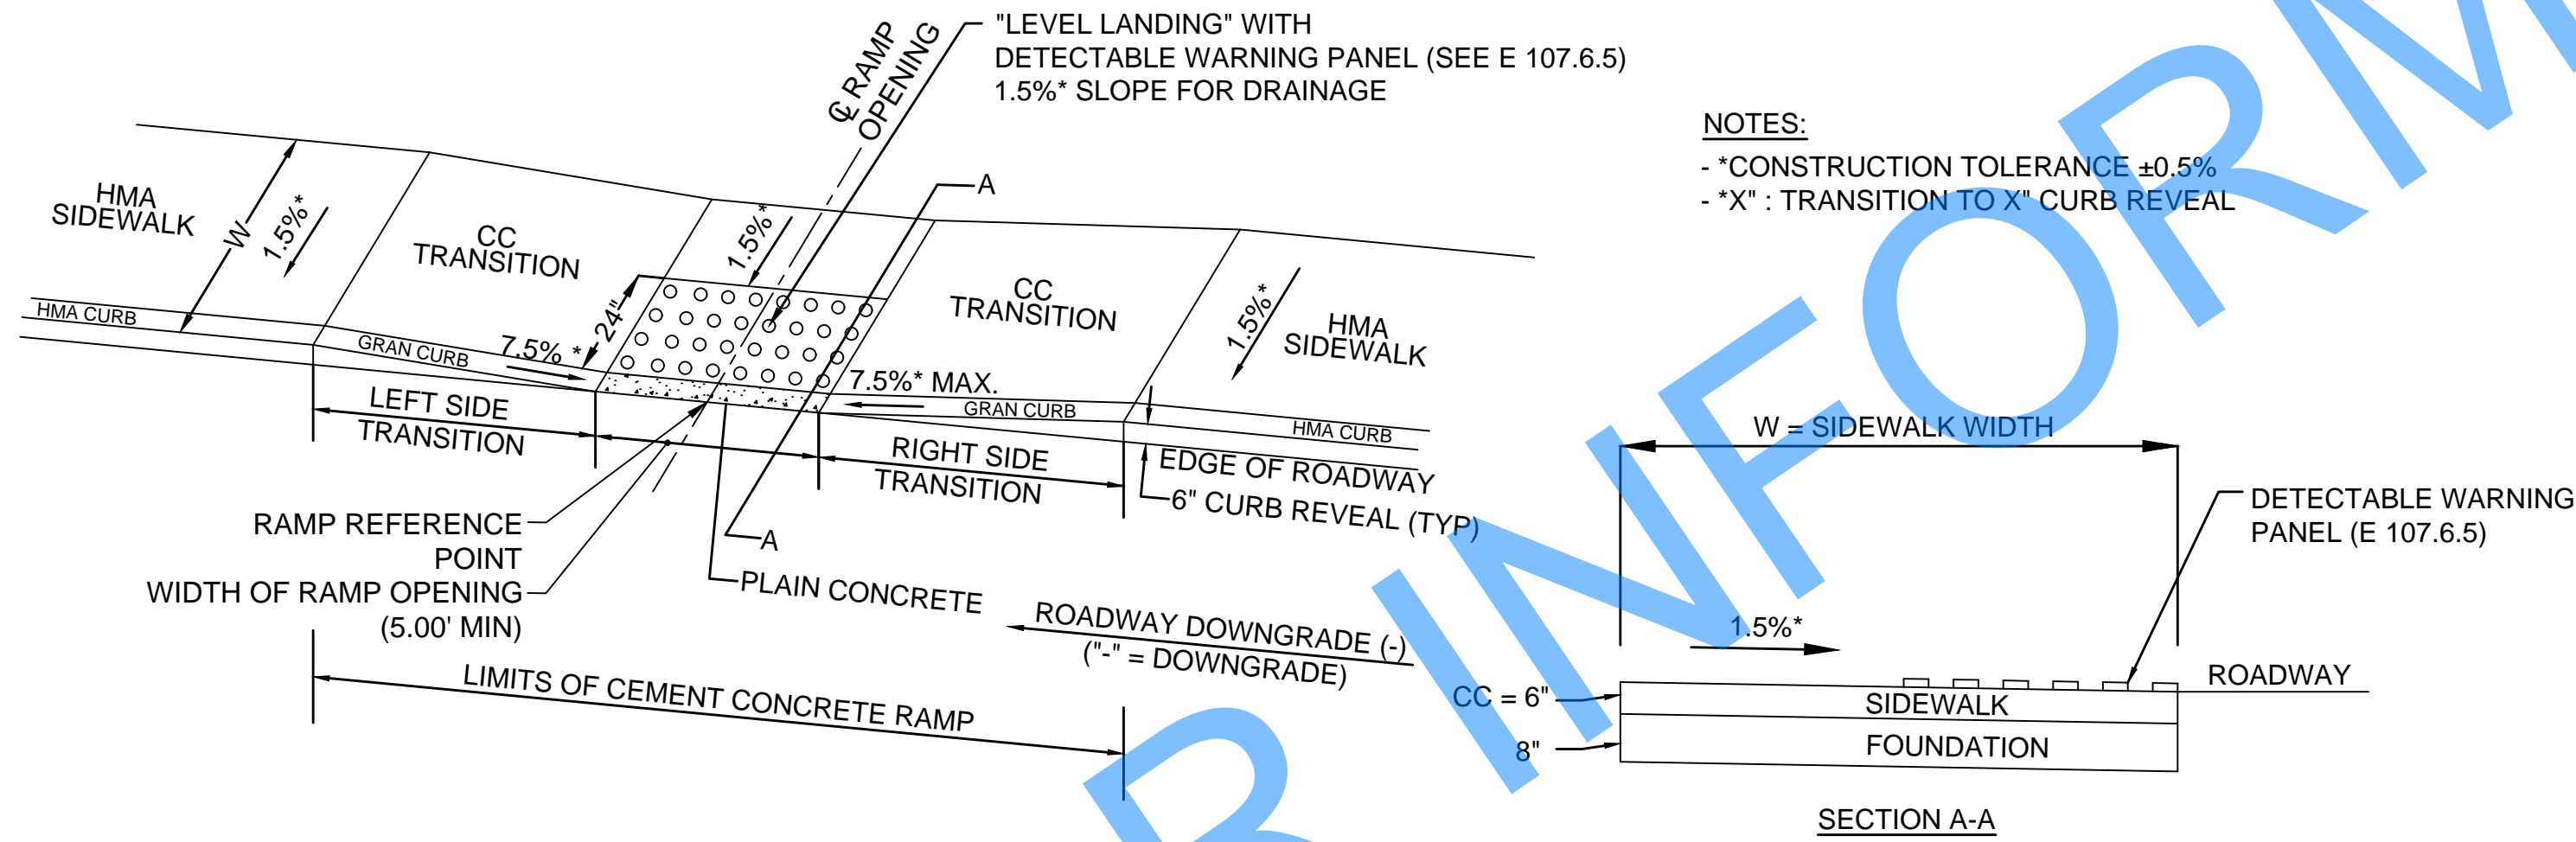 "LEVEL LANDING" WITH
DETECTABLE WARNING PANEL (SEE E 107.6.5)
1.5%* SLOPE FOR DRAINAGE
℄ RAMP
OPENING
A
NOTES:
- *CONSTRUCTION TOLERANCE ±0.5%
- *X" : TRANSITION TO X" CURB REVEAL
HMA
SIDEWALK
W
1.5%*
CC
TRANSITION
1.5%*
CC
TRANSITION
1.5%*
HMA
SIDEWALK
HMA CURB
GRAN CURB
7.5% *
24"
7.5%* MAX.
GRAN CURB
HMA CURB
LEFT SIDE
TRANSITION
RIGHT SIDE
TRANSITION
EDGE OF ROADWAY
6" CURB REVEAL (TYP)
RAMP REFERENCE
POINT
WIDTH OF RAMP OPENING
(5.00' MIN)
A
PLAIN CONCRETE
ROADWAY DOWNGRADE (-)
("-" = DOWNGRADE)
LIMITS OF CEMENT CONCRETE RAMP
W = SIDEWALK WIDTH
DETECTABLE WARNING
PANEL (E 107.6.5)
1.5%*
ROADWAY
CC = 6"
SIDEWALK
8"
FOUNDATION
SECTION A-A
R INFORM